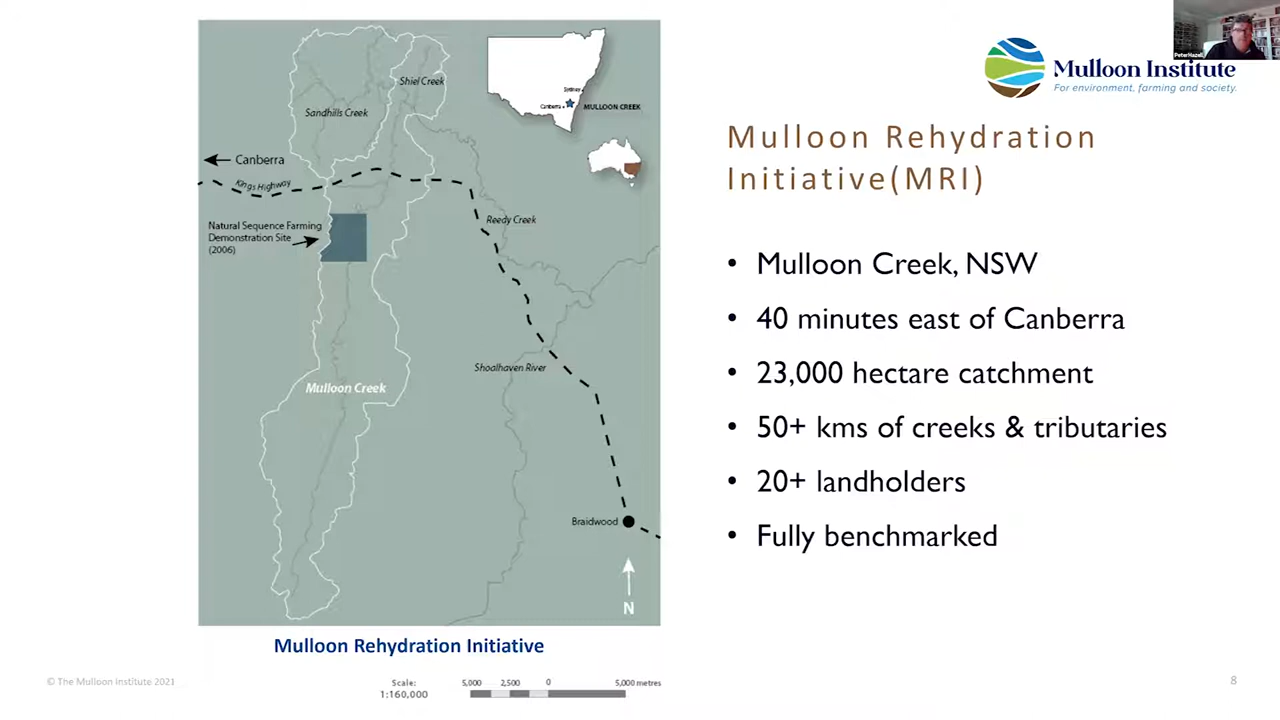 Shiel Creek
Sandhills Creek
Sydney
Canberra
MULLOON CREEK
Canberra
Kings Highway
Natural Sequence Farming
Demonstration Site
(2006)
Reedy Creek
Shoalhaven River
Mulloon Creek
Braidwood
N
Mulloon Rehydration Initiative
Scale:
1:160,000
5,000 2,500 0 5,000 metres
© The Mulloon Institute 2021
Mulloon Institute
For environment, farming and society.
Mulloon Rehydration
Initiative(MRI)
• Mulloon Creek, NSW
• 40 minutes east of Canberra
• 23,000 hectare catchment
• 50+ kms of creeks & tributaries
• 20+ landholders
• Fully benchmarked
8